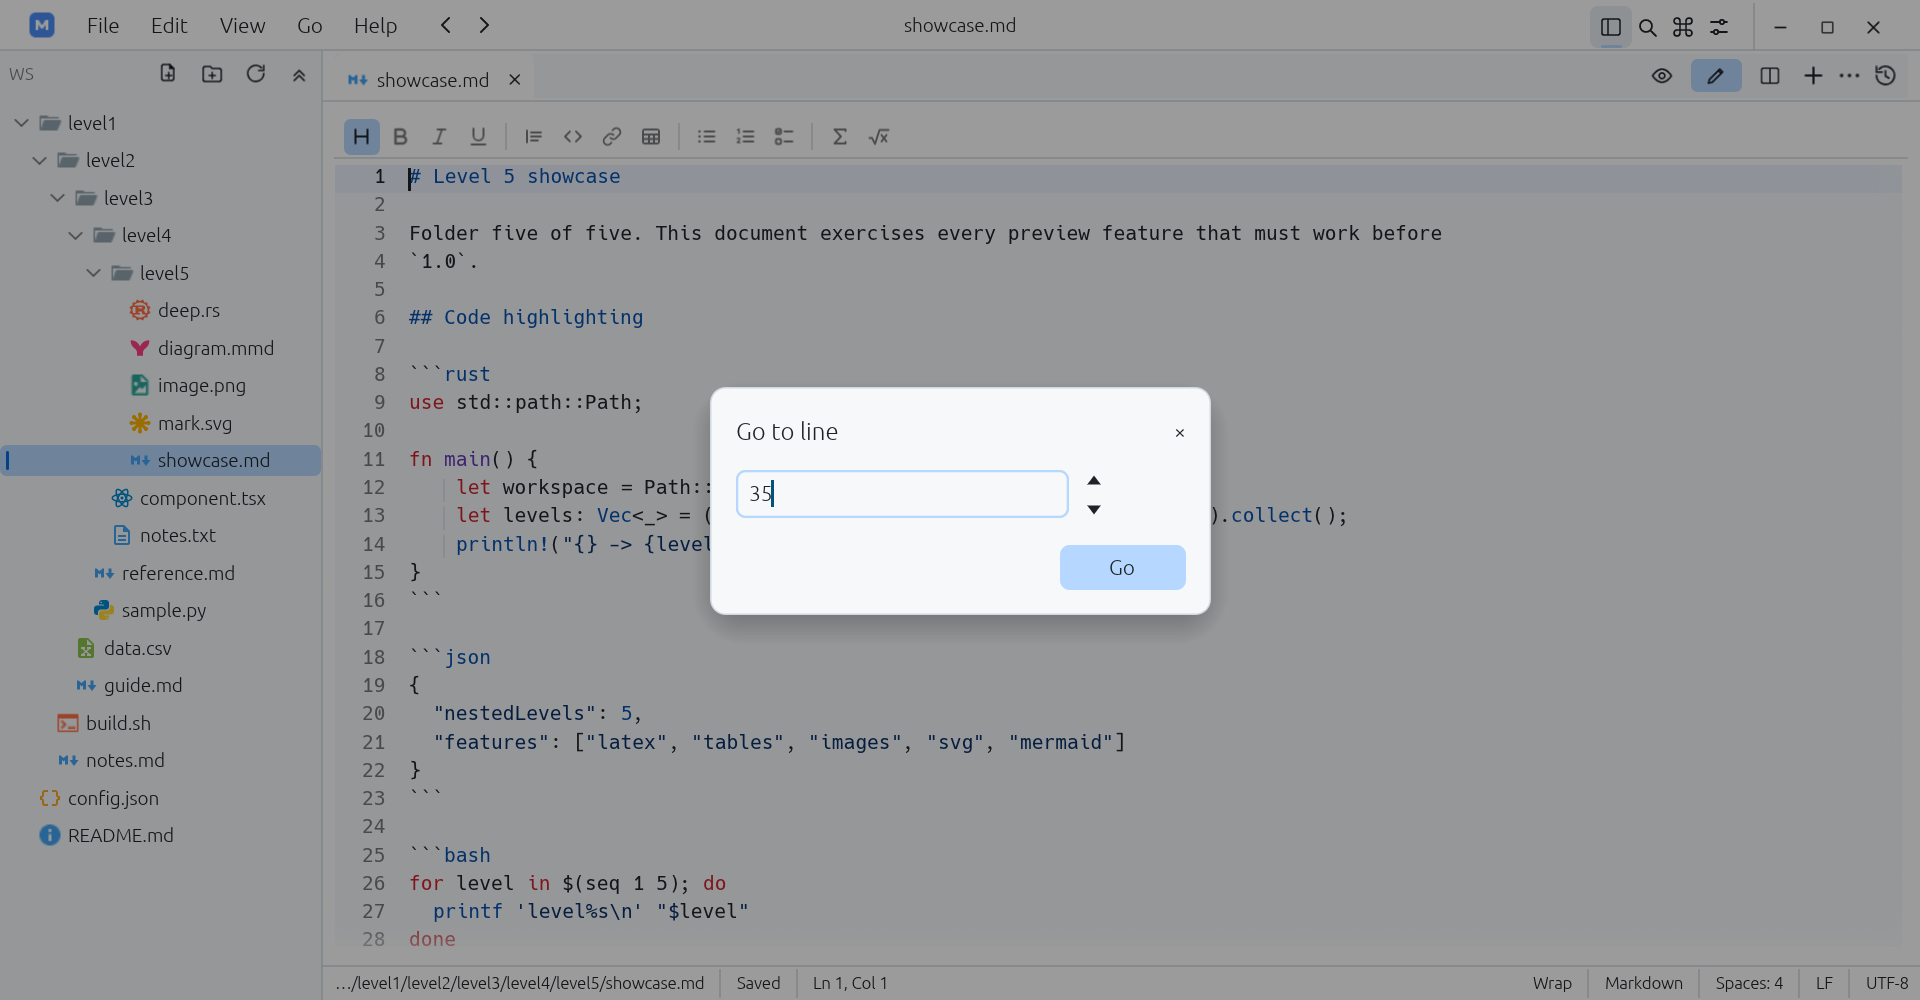 M File Edit View Go Help showcase.md
WS
showcase.md
level1
level2
level3
level4
level5
deep.rs
diagram.mmd
image.png
mark.svg
showcase.md
component.tsx
notes.txt
reference.md
sample.py
data.csv
guide.md
build.sh
notes.md
config.json
README.md
H B I U
1 # Level 5 showcase
2
3 Folder five of five. This document exercises every preview feature that must work before
4 `1.0`.
5
6 ## Code highlighting
7
8 ```rust
9 use std::path::Path;
10
11 fn main() {
12 let workspace = Path::
13 let levels: Vec<_> = ( ).collect();
14 println!("{} -> {level
15 }
16 ```
17
18 ```json
19 {
20 "nestedLevels": 5,
21 "features": ["latex", "tables", "images", "svg", "mermaid"]
22 }
23 ```
24
25 ```bash
26 for level in $(seq 1 5); do
27 printf 'level%s\n' "$level"
28 done
Go to line
35
Go
…/level1/level2/level3/level4/level5/showcase.md Saved Ln 1, Col 1 Wrap Markdown Spaces: 4 LF UTF-8